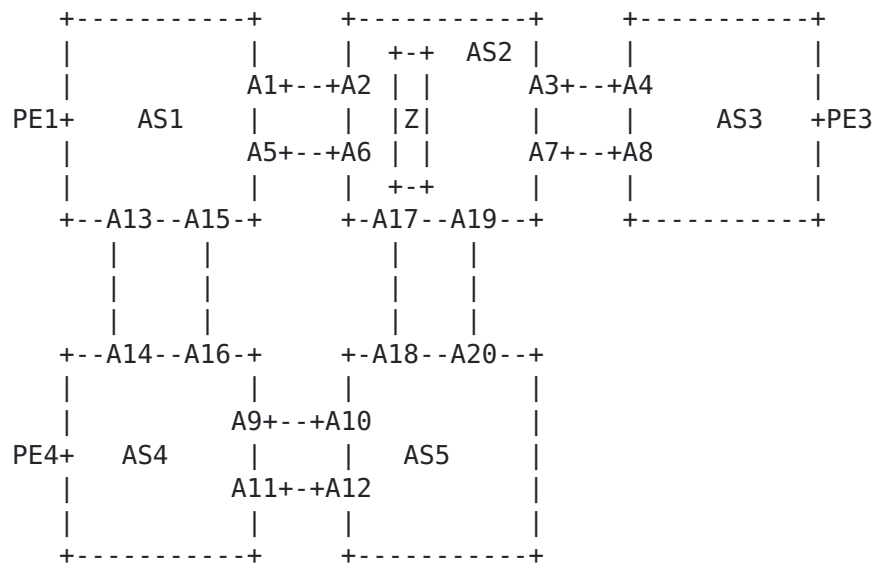 +-----------+     +-----------+     +-----------+
|           |     |  +-+  AS2 |     |           |
|           A1+--+A2 | |      A3+--+A4          |
PE1+    AS1    |     |  |Z|      |     |     AS3   +PE3
|           A5+--+A6 | |      A7+--+A8          |
|           |     |  +-+      |     |           |
+--A13--A15-+     +-A17--A19--+     +-----------+
|     |           |    |
|     |           |    |
|     |           |    |
+--A14--A16-+     +-A18--A20--+
|           |     |           |
|          A9+--+A10          |
PE4+   AS4     |     |   AS5     |
|          A11+-+A12          |
|           |     |           |
+-----------+     +-----------+